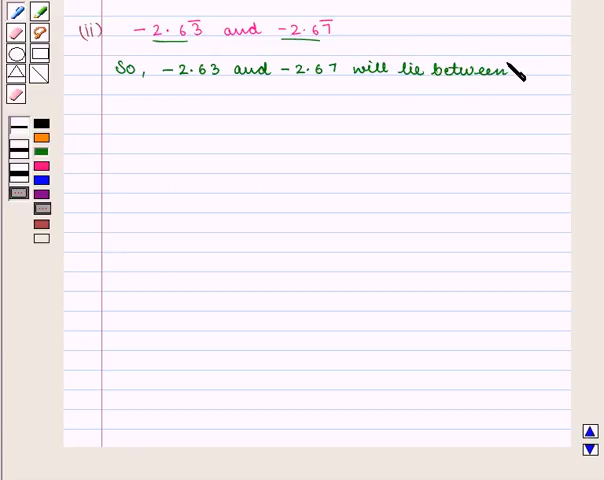 (ii) -2.63̅ and -2.67̅
So, -2.63 and -2.67 will lie between